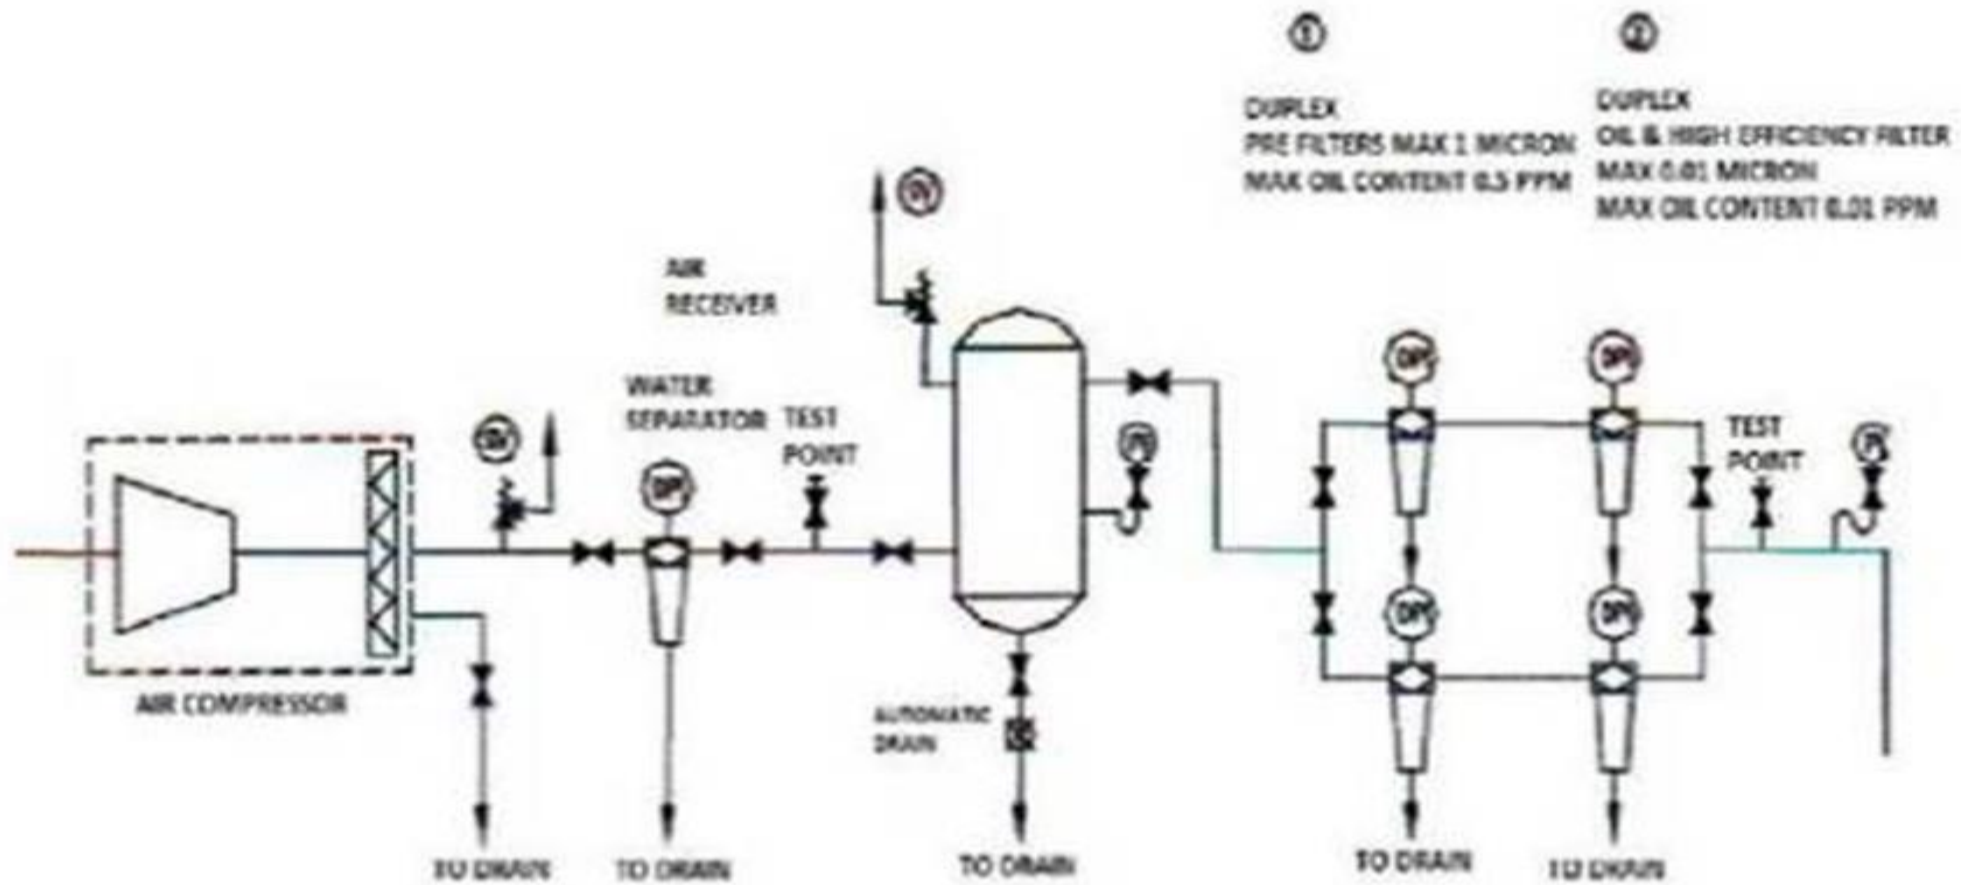 1
2
DUPLEX
PRE FILTERS MAX 1 MICRON
MAX OIL CONTENT 0.5 PPM
DUPLEX
OIL & HIGH EFFICIENCY FILTER
MAX 0.01 MICRON
MAX OIL CONTENT 0.01 PPM
AIR
RECEIVER
WATER
SEPARATOR
TEST
POINT
DPI
DPI
DPI
TEST
POINT
PI
PI
DPI
DPI
AIR COMPRESSOR
AUTOMATIC
DRAIN
TO DRAIN
TO DRAIN
TO DRAIN
TO DRAIN
TO DRAIN